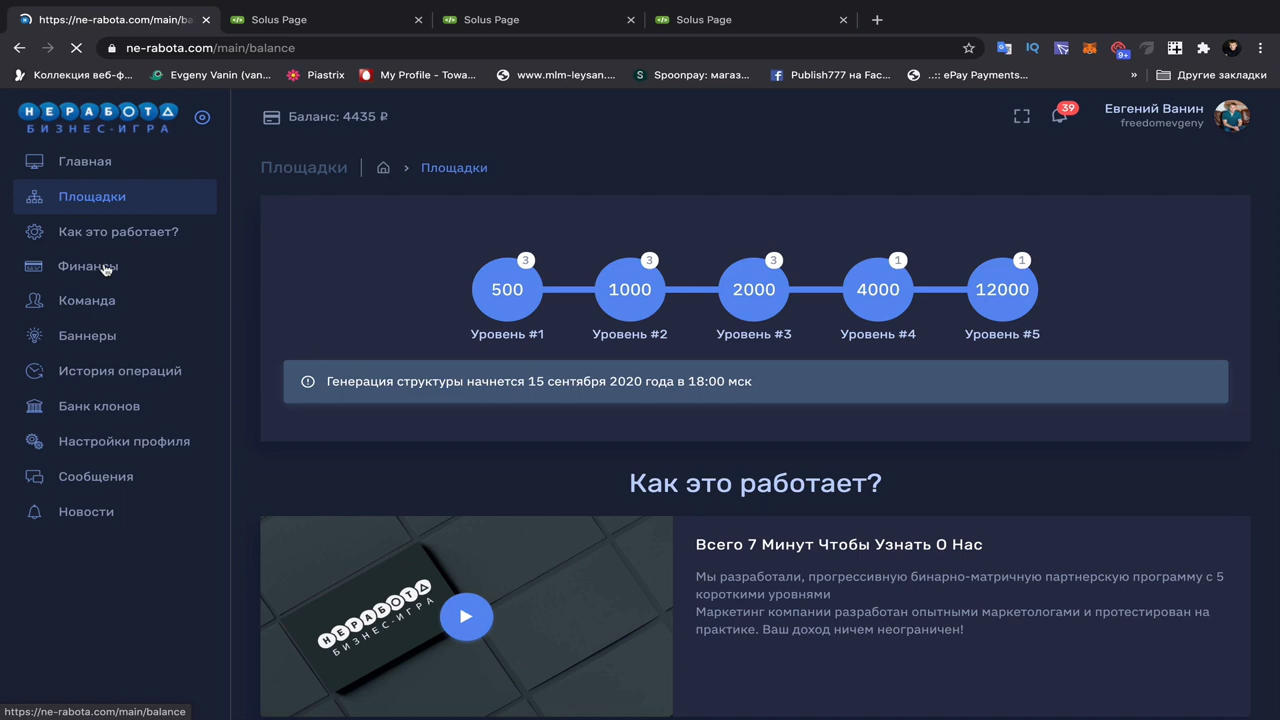 https://ne-rabota.com/main/ba
Solus Page
Solus Page
Solus Page
ne-rabota.com/main/balance
9+
Коллекция веб-ф...
Evgeny Vanin (van...
Piastrix
My Profile - Towa...
www.mlm-leysan...
Spoonpay: магаз...
Publish777 на Fac...
..:: ePay Payments...
»
Другие закладки
НЕРАБОТА
БИЗНЕС-ИГРА
Баланс: 4435 ₽
39
Евгений Ванин
freedomevgeny
Главная
Площадки
Как это работает?
Финансы
Команда
Баннеры
История операций
Банк клонов
Настройки профиля
Сообщения
Новости
Площадки
Площадки
3
3
3
1
1
500
1000
2000
4000
12000
Уровень #1
Уровень #2
Уровень #3
Уровень #4
Уровень #5
Генерация структуры начнется 15 сентября 2020 года в 18:00 мск
Как это работает?
НЕРАБОТА
БИЗНЕС-ИГРА
Всего 7 Минут Чтобы Узнать О Нас
Мы разработали, прогрессивную бинарно-матричную партнерскую программу с 5
короткими уровнями
Маркетинг компании разработан опытными маркетологами и протестирован на
практике. Ваш доход ничем неограничен!
https://ne-rabota.com/main/balance